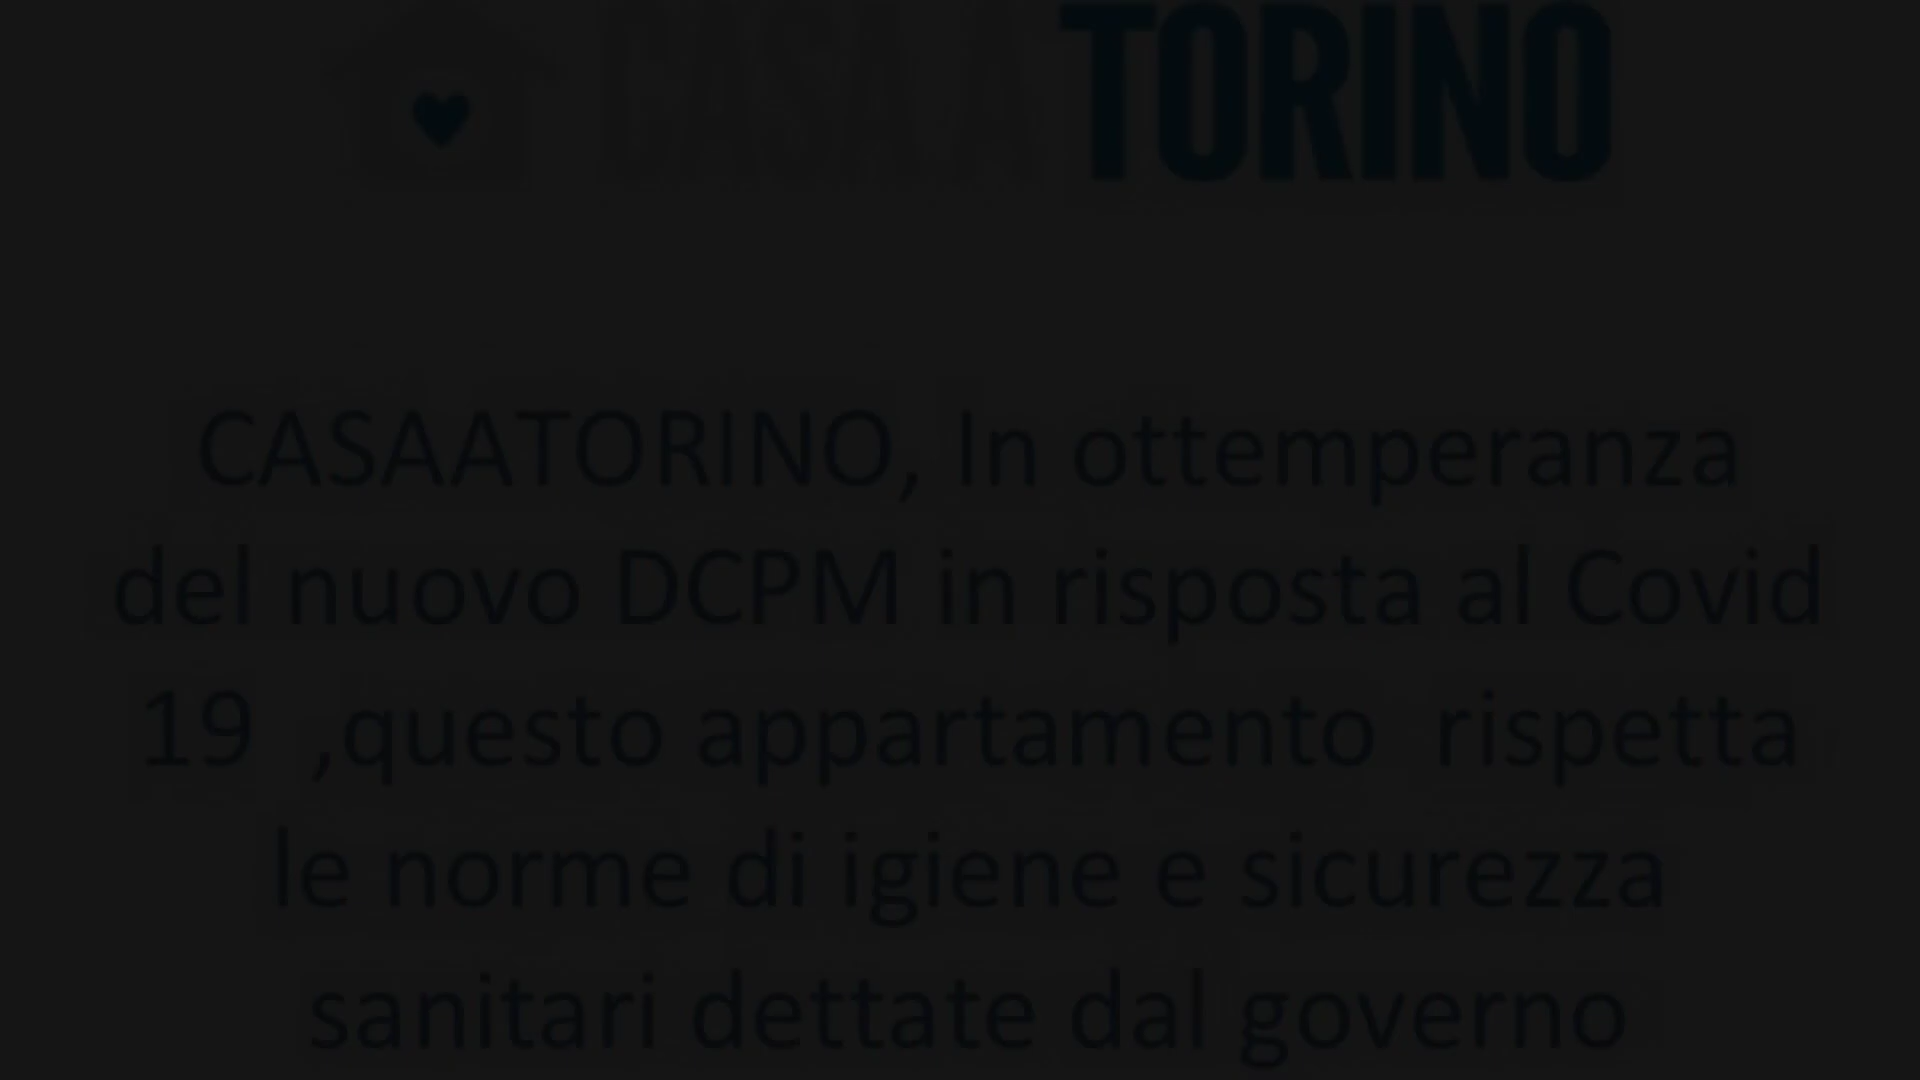 CASA A TORINO
CASAATORINO, In ottemperanza
del nuovo DCPM in risposta al Covid
19 ,questo appartamento rispetta
le norme di igiene e sicurezza
sanitari dettate dal governo